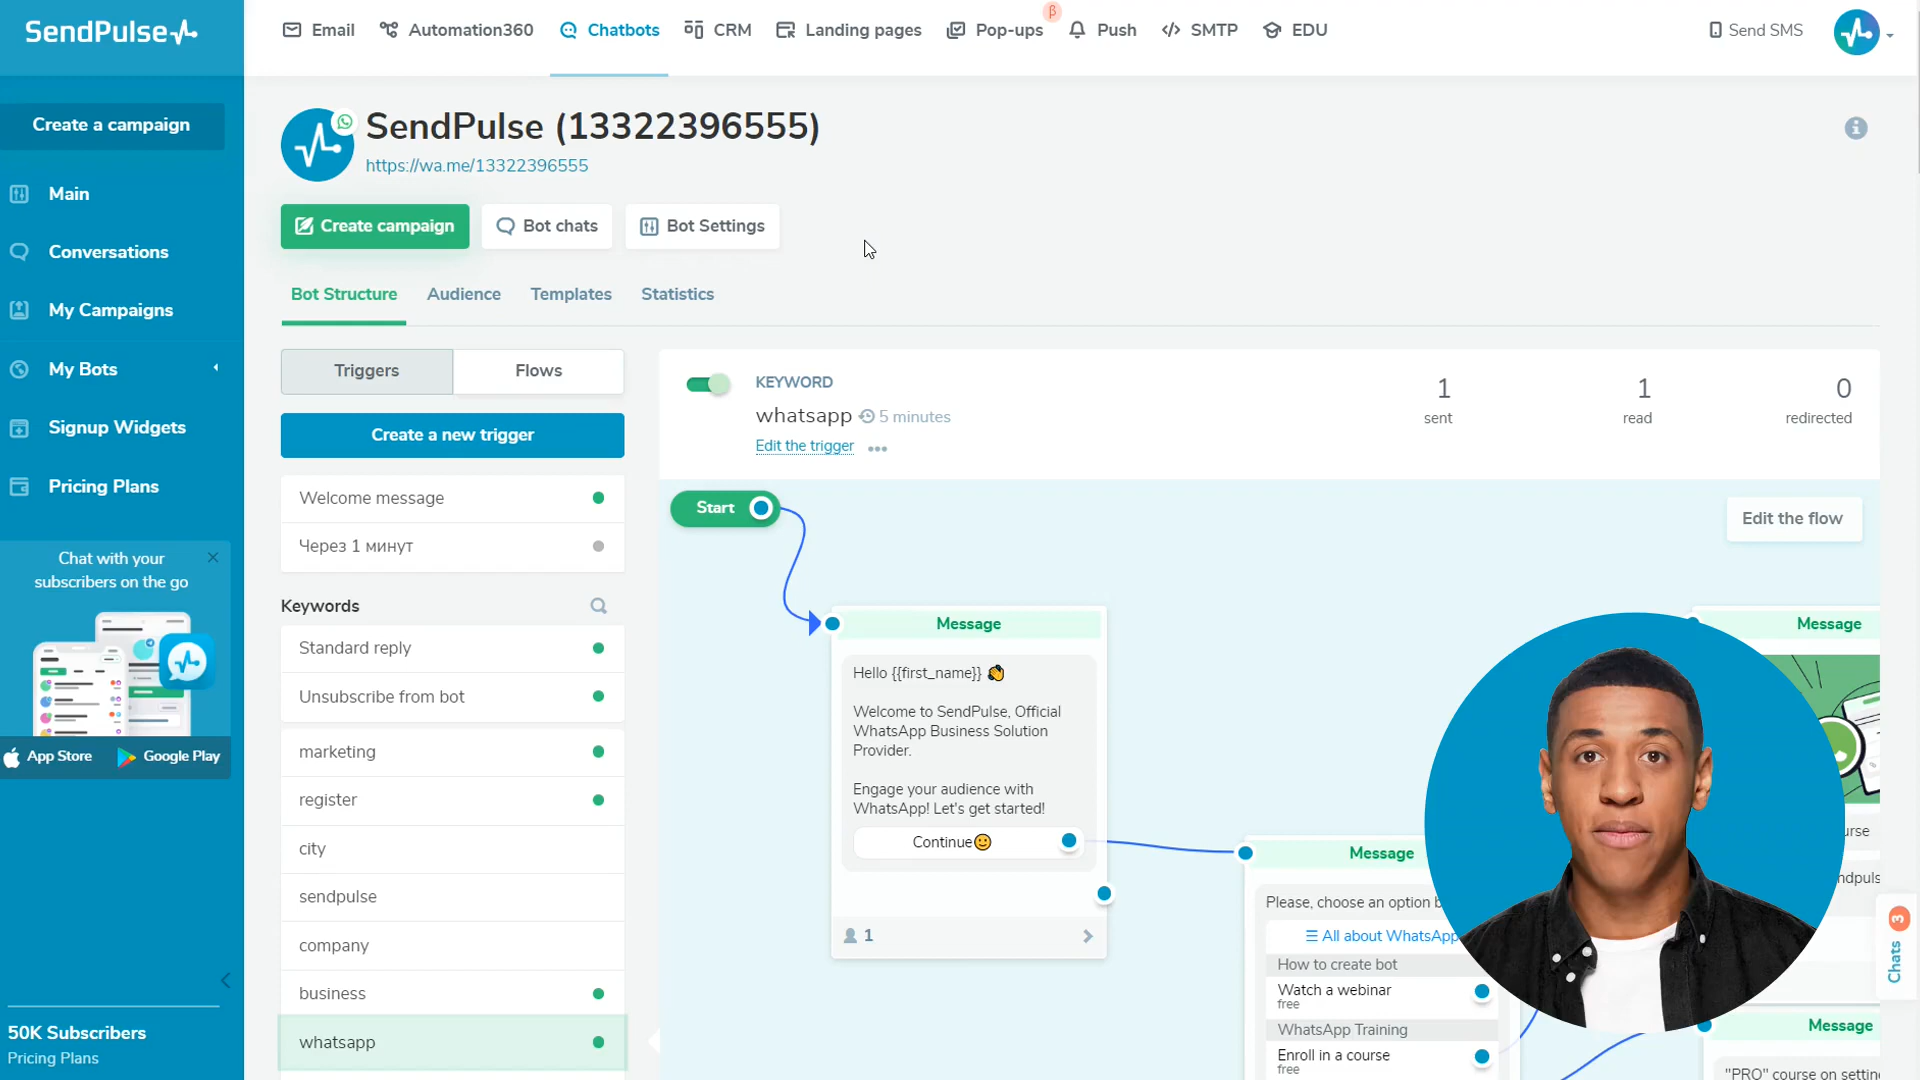 SendPulse
Email
Automation360
Chatbots
CRM
Landing pages
Pop-ups
β
Push
SMTP
EDU
Send SMS
Create a campaign
Main
Conversations
My Campaigns
My Bots
Signup Widgets
Pricing Plans
Chat with your
subscribers on the go
App Store
Google Play
50K Subscribers
Pricing Plans
SendPulse (13322396555)
https://wa.me/13322396555
Create campaign
Bot chats
Bot Settings
Bot Structure
Audience
Templates
Statistics
Triggers
Flows
Create a new trigger
Welcome message
Через 1 минут
Keywords
Standard reply
Unsubscribe from bot
marketing
register
city
sendpulse
company
business
whatsapp
KEYWORD
whatsapp 5 minutes
Edit the trigger
1
sent
1
read
0
redirected
Start
Edit the flow
Message
Hello {{first_name}} 👏
Welcome to SendPulse, Official
WhatsApp Business Solution
Provider.
Engage your audience with
WhatsApp! Let's get started!
Continue🙂
1
Message
Please, choose an option
All about WhatsApp
How to create bot
Watch a webinar
free
WhatsApp Training
Enroll in a course
free
Message
Message
"PRO" course on
Chats
3